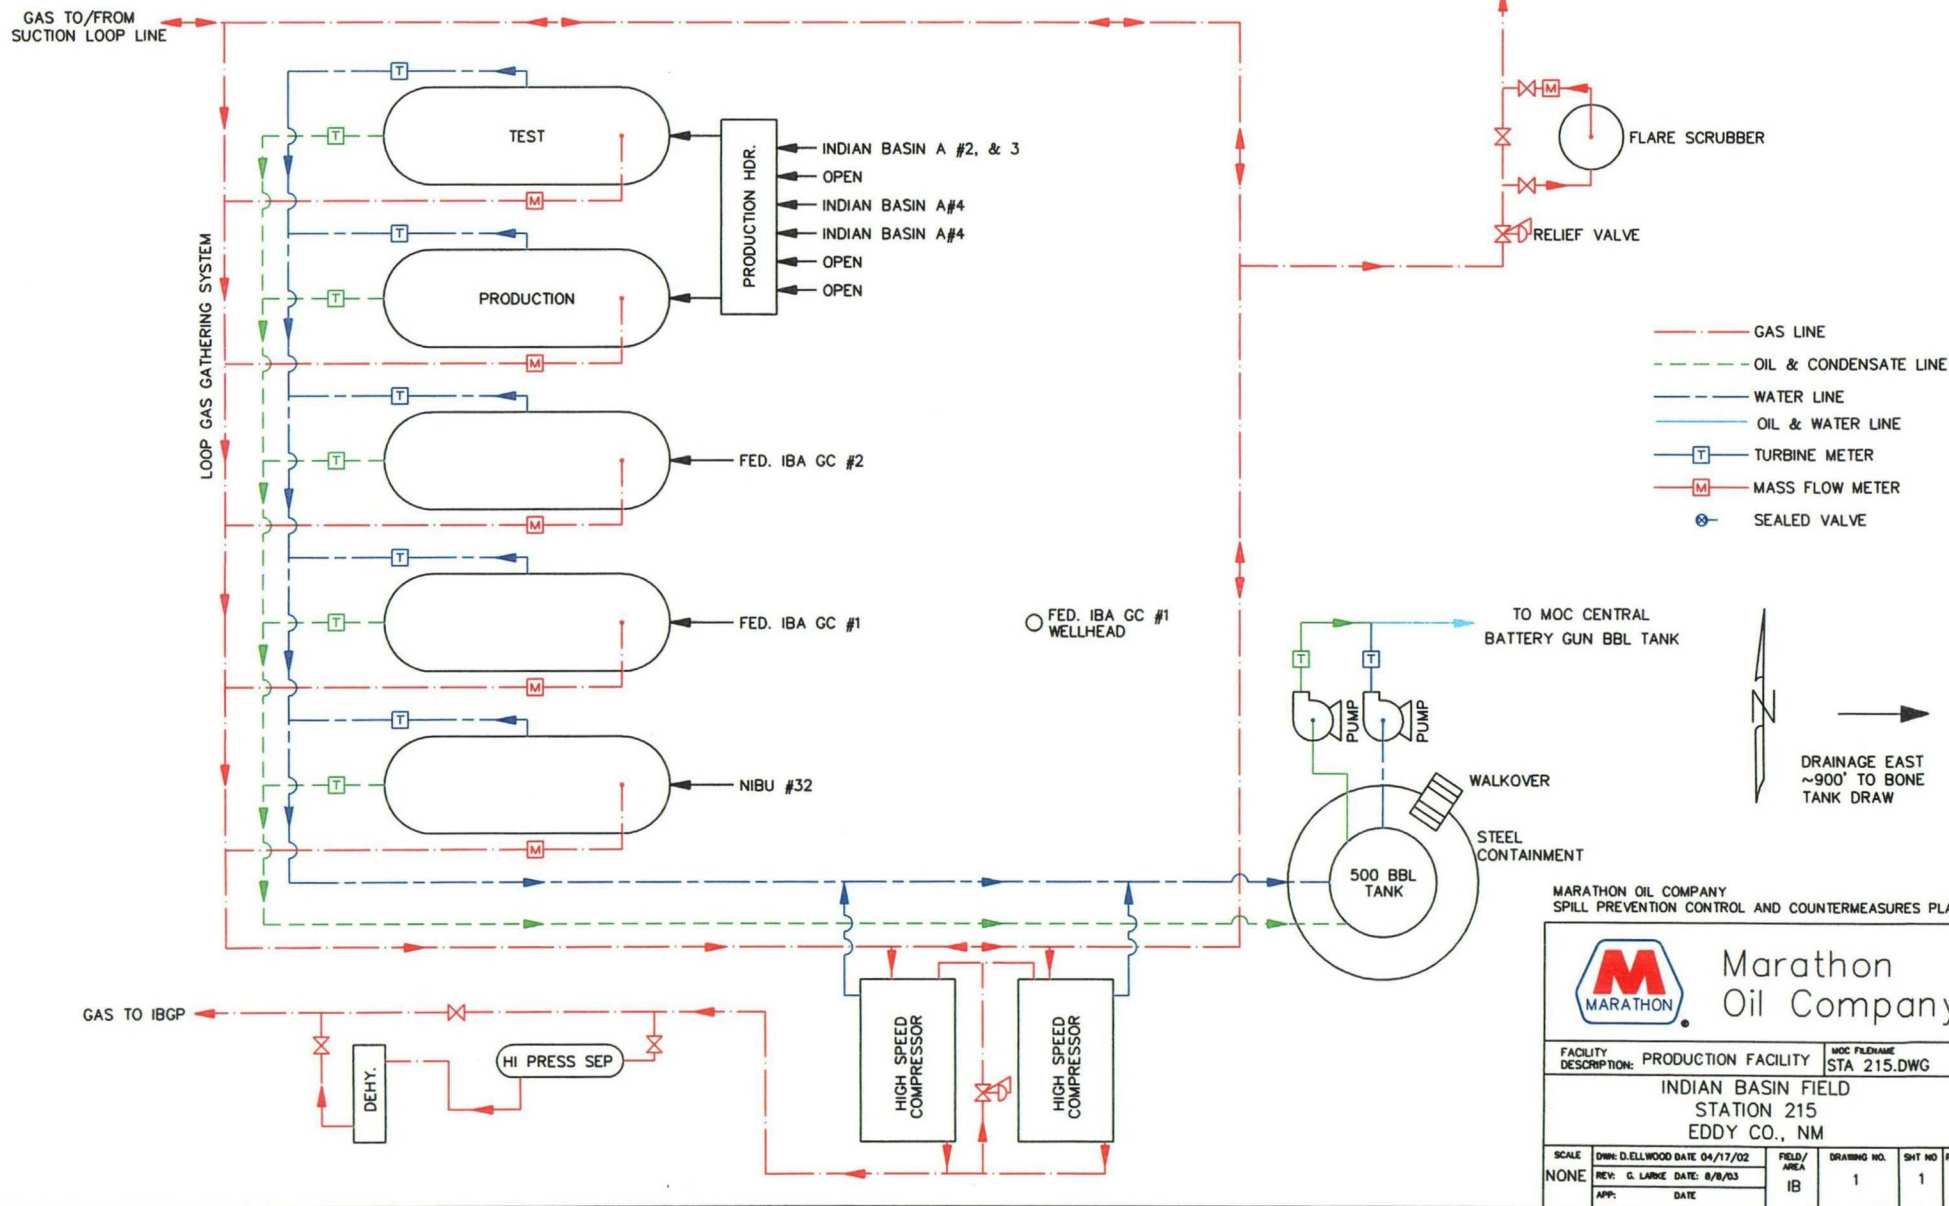 GAS TO/FROM
SUCTION LOOP LINE
T
TEST
T
M
PRODUCTION HDR.
INDIAN BASIN A #2, & 3
OPEN
INDIAN BASIN A#4
INDIAN BASIN A#4
OPEN
OPEN
LOOP GAS GATHERING SYSTEM
T
PRODUCTION
T
M
T
T
FED. IBA GC #2
M
T
T
FED. IBA GC #1
M
T
T
NIBU #32
M
FED. IBA GC #1
WELLHEAD
M
FLARE SCRUBBER
RELIEF VALVE
GAS LINE
OIL & CONDENSATE LINE
WATER LINE
OIL & WATER LINE
T
TURBINE METER
M
MASS FLOW METER
SEALED VALVE
TO MOC CENTRAL
BATTERY GUN BBL TANK
T
T
PUMP
PUMP
N
DRAINAGE EAST
~900' TO BONE
TANK DRAW
WALKOVER
STEEL
CONTAINMENT
500 BBL
TANK
GAS TO IBGP
DEHY.
HI PRESS SEP
HIGH SPEED
COMPRESSOR
HIGH SPEED
COMPRESSOR
MARATHON OIL COMPANY
SPILL PREVENTION CONTROL AND COUNTERMEASURES PLA
M
MARATHON
®
Marathon
Oil Company
FACILITY
DESCRIPTION: PRODUCTION FACILITY
MOC FILENAME
STA 215.DWG
INDIAN BASIN FIELD
STATION 215
EDDY CO., NM
SCALE
NONE
DWN: D.ELLWOOD DATE 04/17/02
REV: G. LARKE DATE: 8/8/03
APP: DATE
FIELD/
AREA
IB
DRAWING NO.
1
SHT NO
1